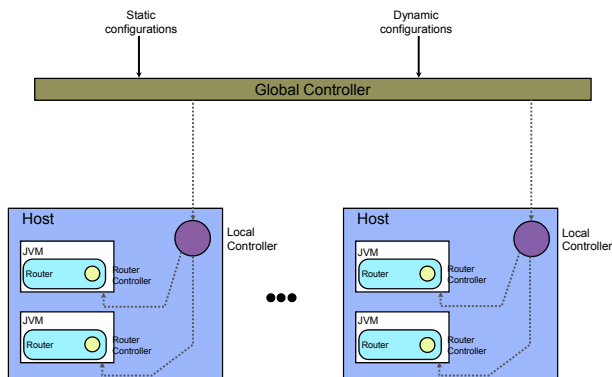 Static
configurations
Dynamic
configurations
Global Controller
Host
Local
Controller
JVM
Router
Router
Controller
JVM
Router
Router
Controller
Host
Local
Controller
JVM
Router
Router
Controller
JVM
Router
Router
Controller